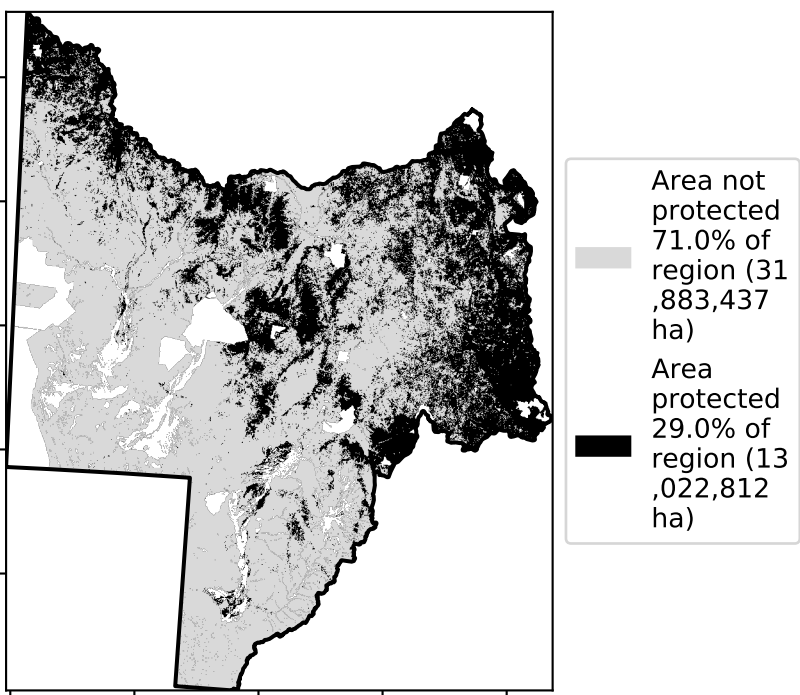 Area not
protected
71.0% of
region (31
,883,437
ha)
Area
protected
29.0% of
region (13
,022,812
ha)